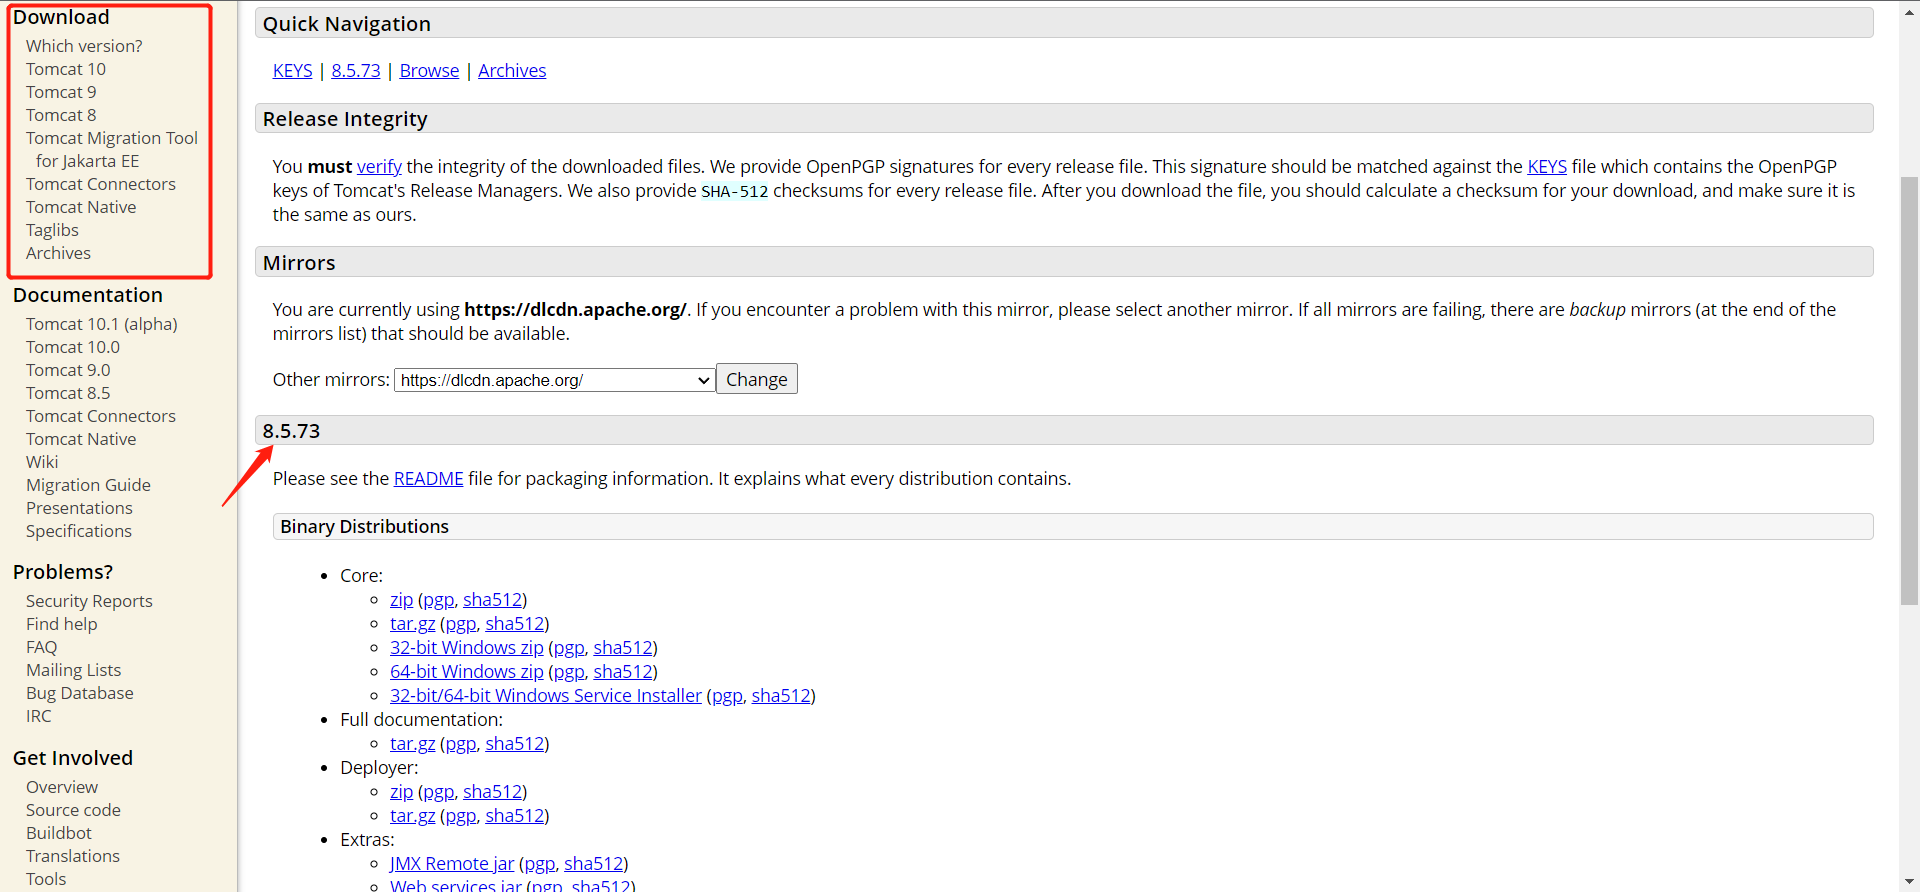 Download
Which version?
Tomcat 10
Tomcat 9
Tomcat 8
Tomcat Migration Tool
for Jakarta EE
Tomcat Connectors
Tomcat Native
Taglibs
Archives
Documentation
Tomcat 10.1 (alpha)
Tomcat 10.0
Tomcat 9.0
Tomcat 8.5
Tomcat Connectors
Tomcat Native
Wiki
Migration Guide
Presentations
Specifications
Problems?
Security Reports
Find help
FAQ
Mailing Lists
Bug Database
IRC
Get Involved
Overview
Source code
Buildbot
Translations
Tools
Quick Navigation
KEYS | 8.5.73 | Browse | Archives
Release Integrity
You must verify the integrity of the downloaded files. We provide OpenPGP signatures for every release file. This signature should be matched against the KEYS file which contains the OpenPGP
keys of Tomcat's Release Managers. We also provide SHA-512 checksums for every release file. After you download the file, you should calculate a checksum for your download, and make sure it is
the same as ours.
Mirrors
You are currently using https://dlcdn.apache.org/. If you encounter a problem with this mirror, please select another mirror. If all mirrors are failing, there are backup mirrors (at the end of the
mirrors list) that should be available.
Other mirrors: https://dlcdn.apache.org/ Change
8.5.73
Please see the README file for packaging information. It explains what every distribution contains.
Binary Distributions
Core:
zip (pgp, sha512)
tar.gz (pgp, sha512)
32-bit Windows zip (pgp, sha512)
64-bit Windows zip (pgp, sha512)
32-bit/64-bit Windows Service Installer (pgp, sha512)
Full documentation:
tar.gz (pgp, sha512)
Deployer:
zip (pgp, sha512)
tar.gz (pgp, sha512)
Extras:
JMX Remote jar (pgp, sha512)
Web services jar (pgp, sha512)